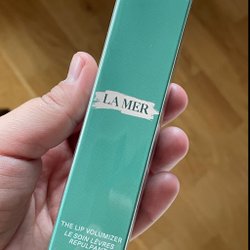 LA MER
THE LIP VOLUMIZER
LE SOIN LÈVRES
REPULPANT